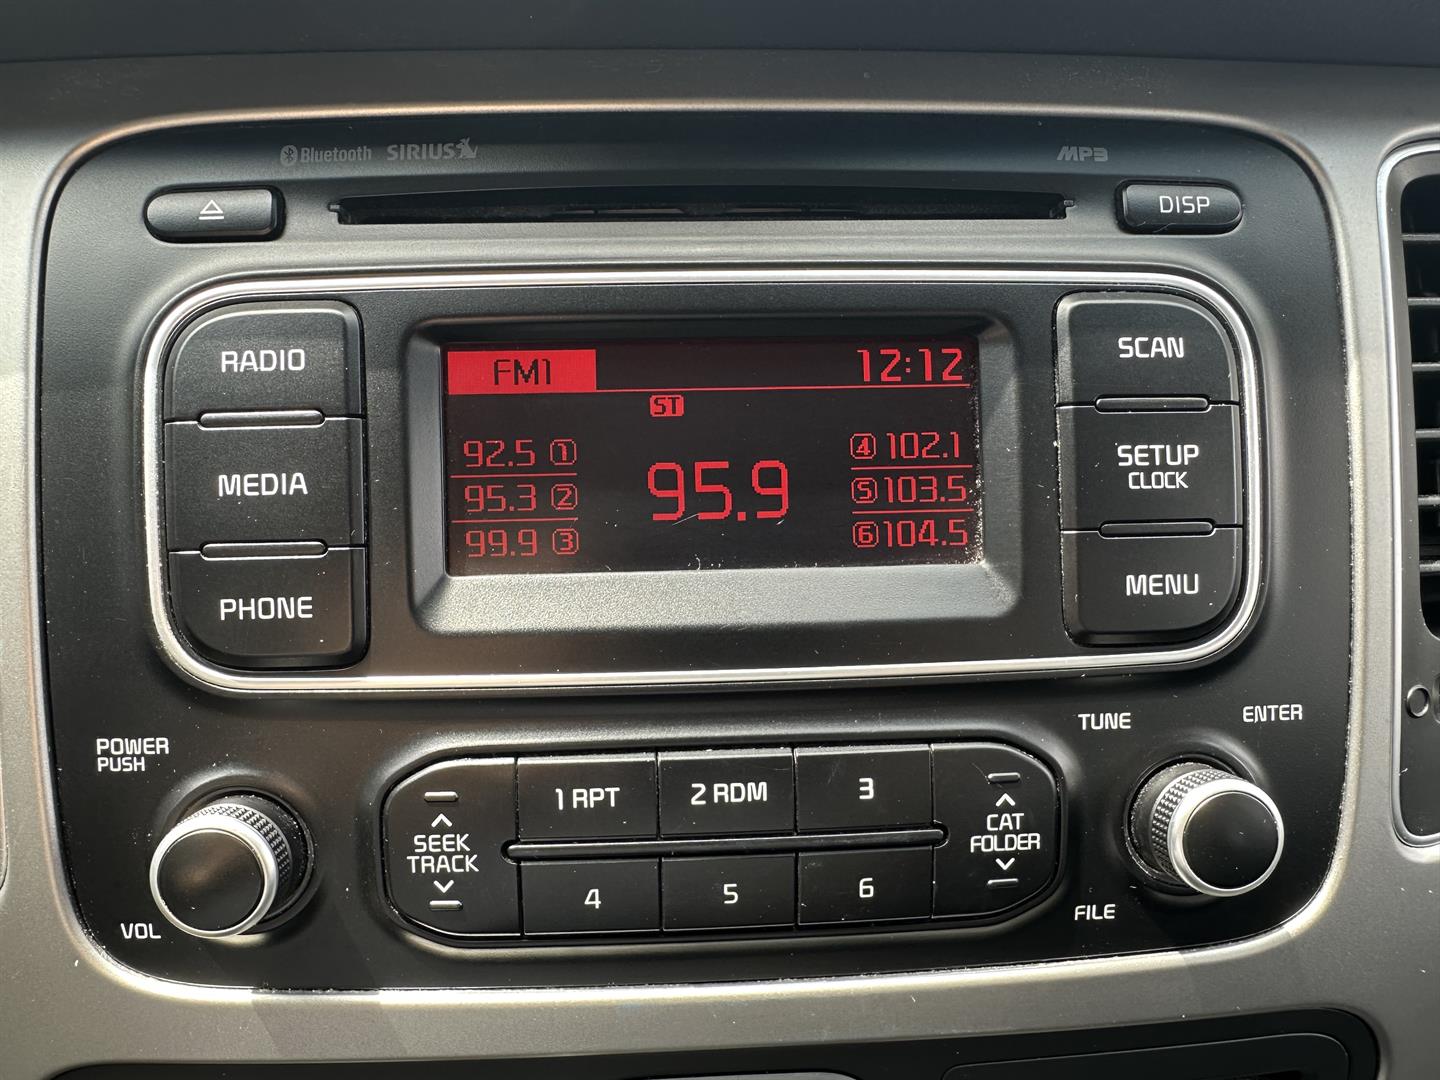 Bluetooth SIRIUS MP3
DISP
RADIO
MEDIA
PHONE
FM1 12:12
ST
92.5 1
95.3 2
99.9 3
95.9
4 102.1
5 103.5
6 104.5
SCAN
SETUP
CLOCK
MENU
POWER
PUSH
VOL
SEEK
TRACK
1 RPT 2 RDM 3
4 5 6
CAT
FOLDER
TUNE
ENTER
FILE